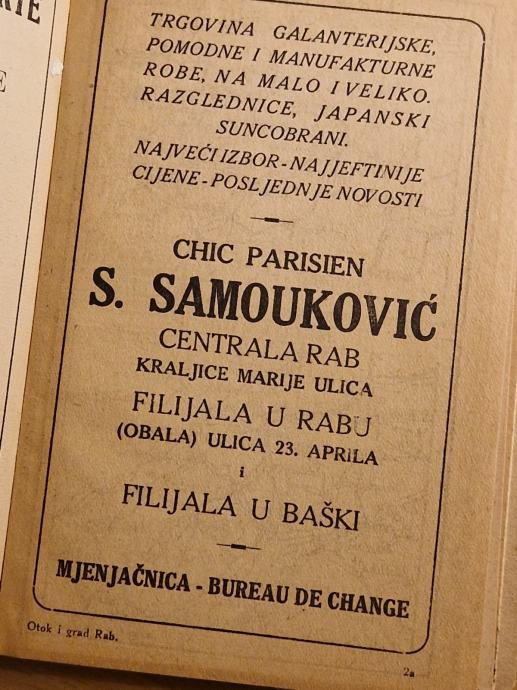 TRGOVINA GALANTERIJSKE,
POMODNE I MANUFAKTURNE
ROBE, NA MALO I VELIKO.
RAZGLEDNICE, JAPANSKI
SUNCOBRANI.
NAJVEĆI IZBOR - NAJJEFTINIJE
CIJENE - POSLJEDNJE NOVOSTI
CHIC PARISIEN
S. SAMOUKOVIĆ
CENTRALA RAB
KRALJICE MARIJE ULICA
FILIJALA U RABU
(OBALA) ULICA 23. APRILA
i
FILIJALA U BAŠKI
MJENJAČNICA - BUREAU DE CHANGE
Otok i grad Rab.
2a